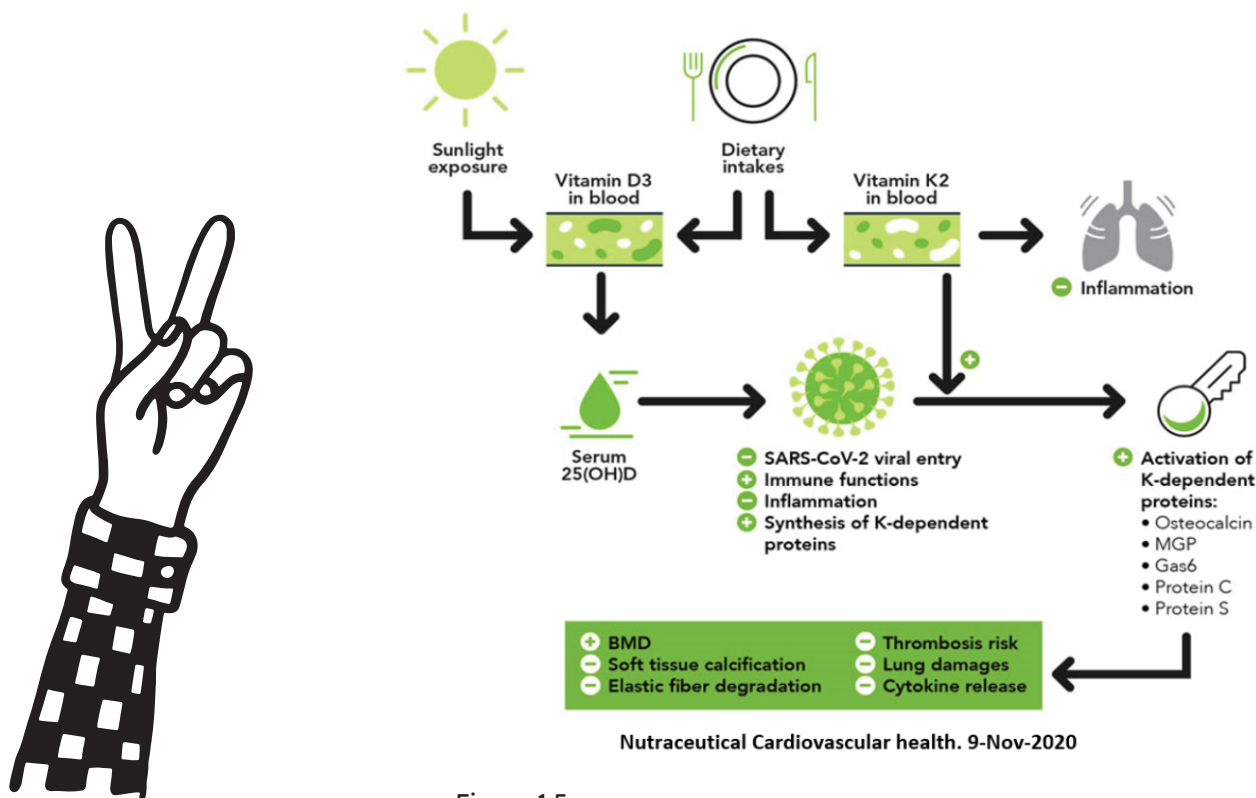 Sunlight
exposure
Dietary
intakes
Vitamin D3
in blood
Vitamin K2
in blood
− Inflammation
+
Serum
25(OH)D
− SARS-CoV-2 viral entry
+ Immune functions
− Inflammation
+ Synthesis of K-dependent
proteins
+ Activation of
K-dependent
proteins:
• Osteocalcin
• MGP
• Gas6
• Protein C
• Protein S
+ BMD
− Soft tissue calcification
− Elastic fiber degradation
− Thrombosis risk
− Lung damages
− Cytokine release
Nutraceutical Cardiovascular health. 9-Nov-2020